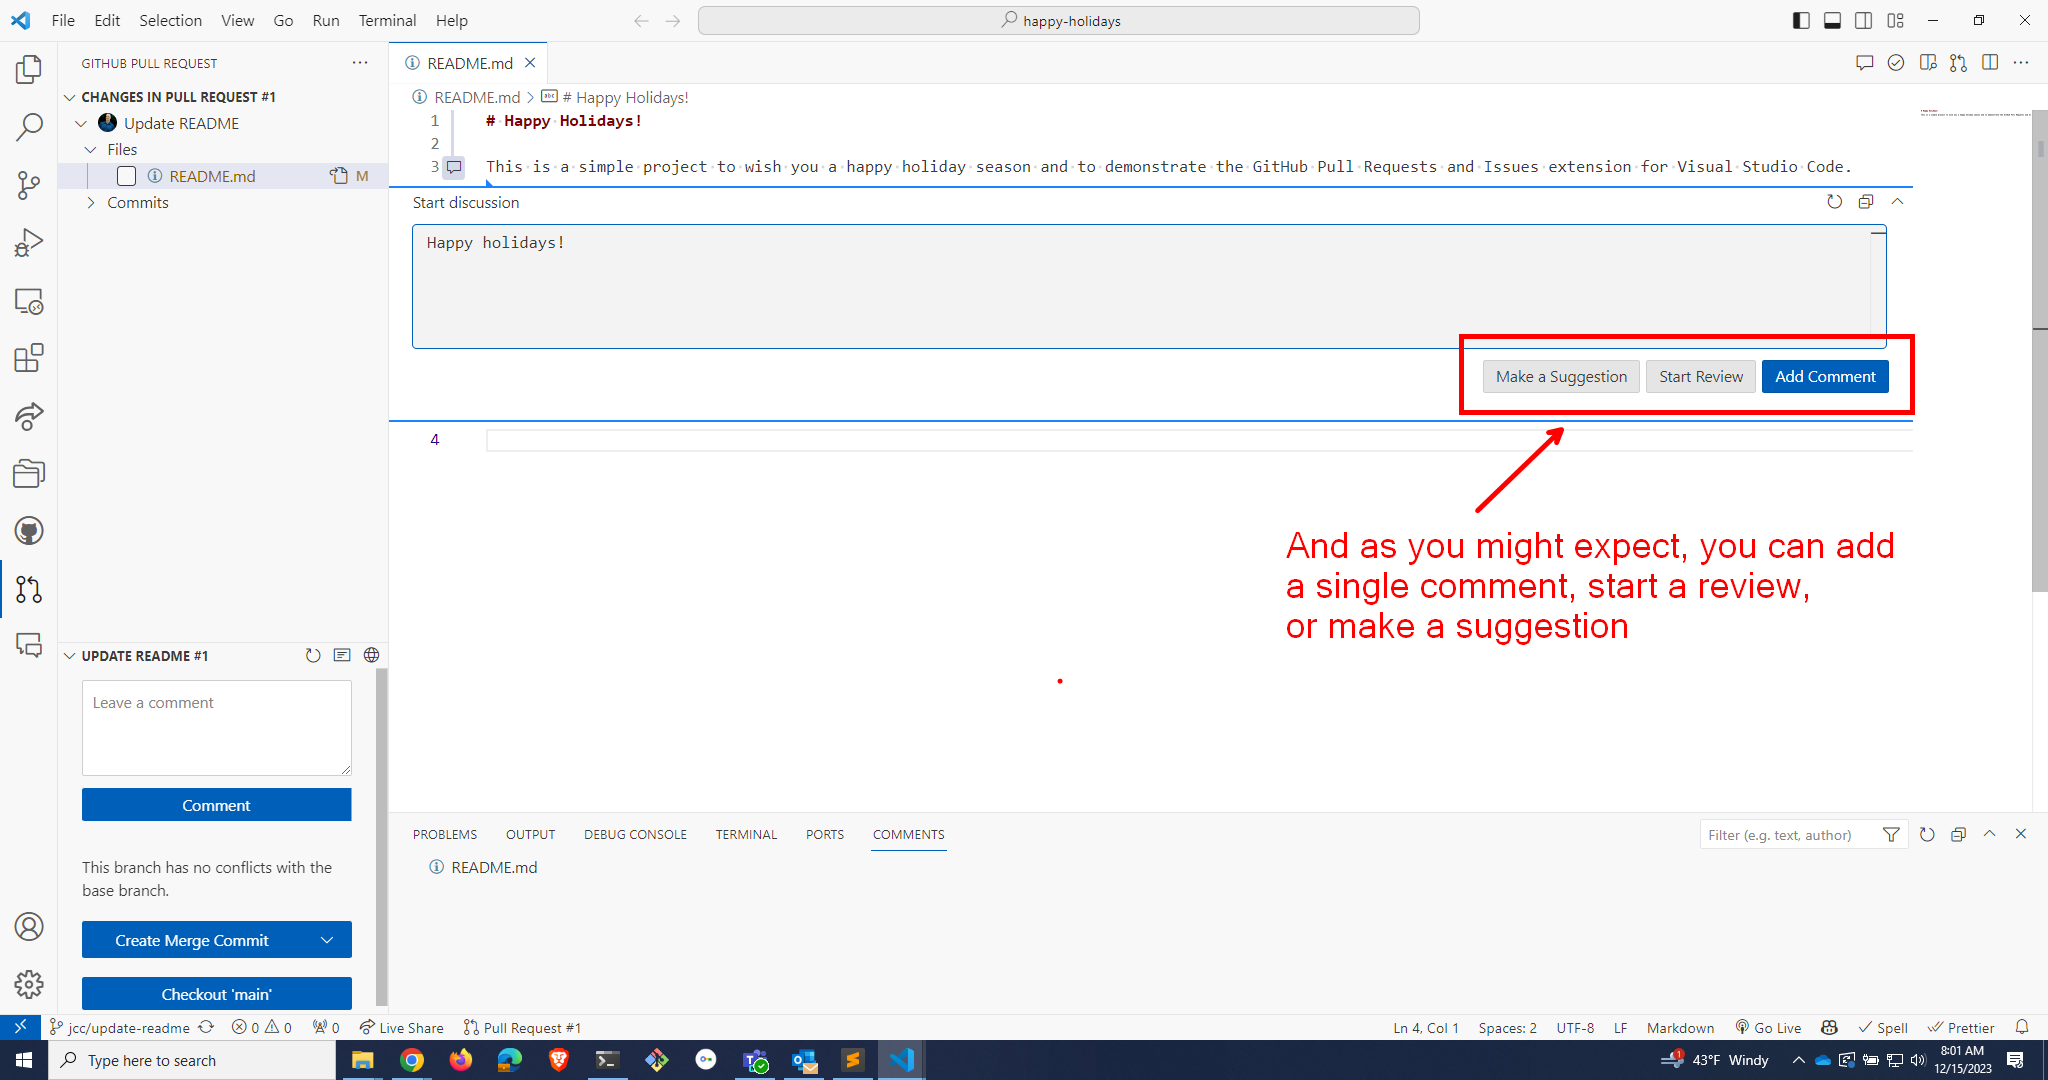 File Edit Selection View Go Run Terminal Help
happy-holidays
GITHUB PULL REQUEST
CHANGES IN PULL REQUEST #1
Update README
Files
README.md M
Commits
README.md
README.md > # Happy Holidays!
1 # Happy Holidays!
2
3 This is a simple project to wish you a happy holiday season and to demonstrate the GitHub Pull Requests and Issues extension for Visual Studio Code.
Start discussion
Happy holidays!
Make a Suggestion Start Review Add Comment
4
And as you might expect, you can add
a single comment, start a review,
or make a suggestion
UPDATE README #1
Leave a comment
Comment
This branch has no conflicts with the
base branch.
Create Merge Commit
Checkout 'main'
PROBLEMS OUTPUT DEBUG CONSOLE TERMINAL PORTS COMMENTS
Filter (e.g. text, author)
README.md
jcc/update-readme 0 0 0 Live Share Pull Request #1
Ln 4, Col 1 Spaces: 2 UTF-8 LF Markdown Go Live Spell Prettier
Type here to search
1 43°F Windy
8:01 AM
12/15/2023